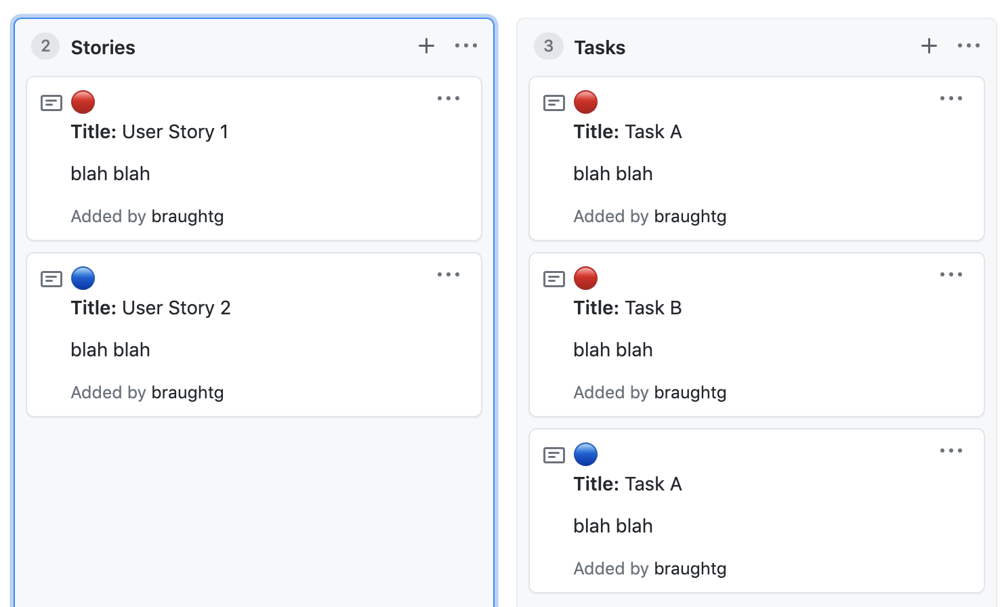 2 Stories
🔴
Title: User Story 1
blah blah
Added by braughtg
🔵
Title: User Story 2
blah blah
Added by braughtg
3 Tasks
🔴
Title: Task A
blah blah
Added by braughtg
🔴
Title: Task B
blah blah
Added by braughtg
🔵
Title: Task A
blah blah
Added by braughtg